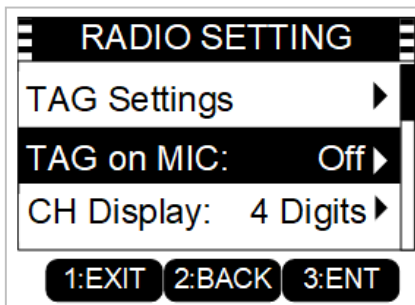 RADIO SETTING
TAG Settings
TAG on MIC: Off
CH Display: 4 Digits
1:EXIT 2:BACK 3:ENT